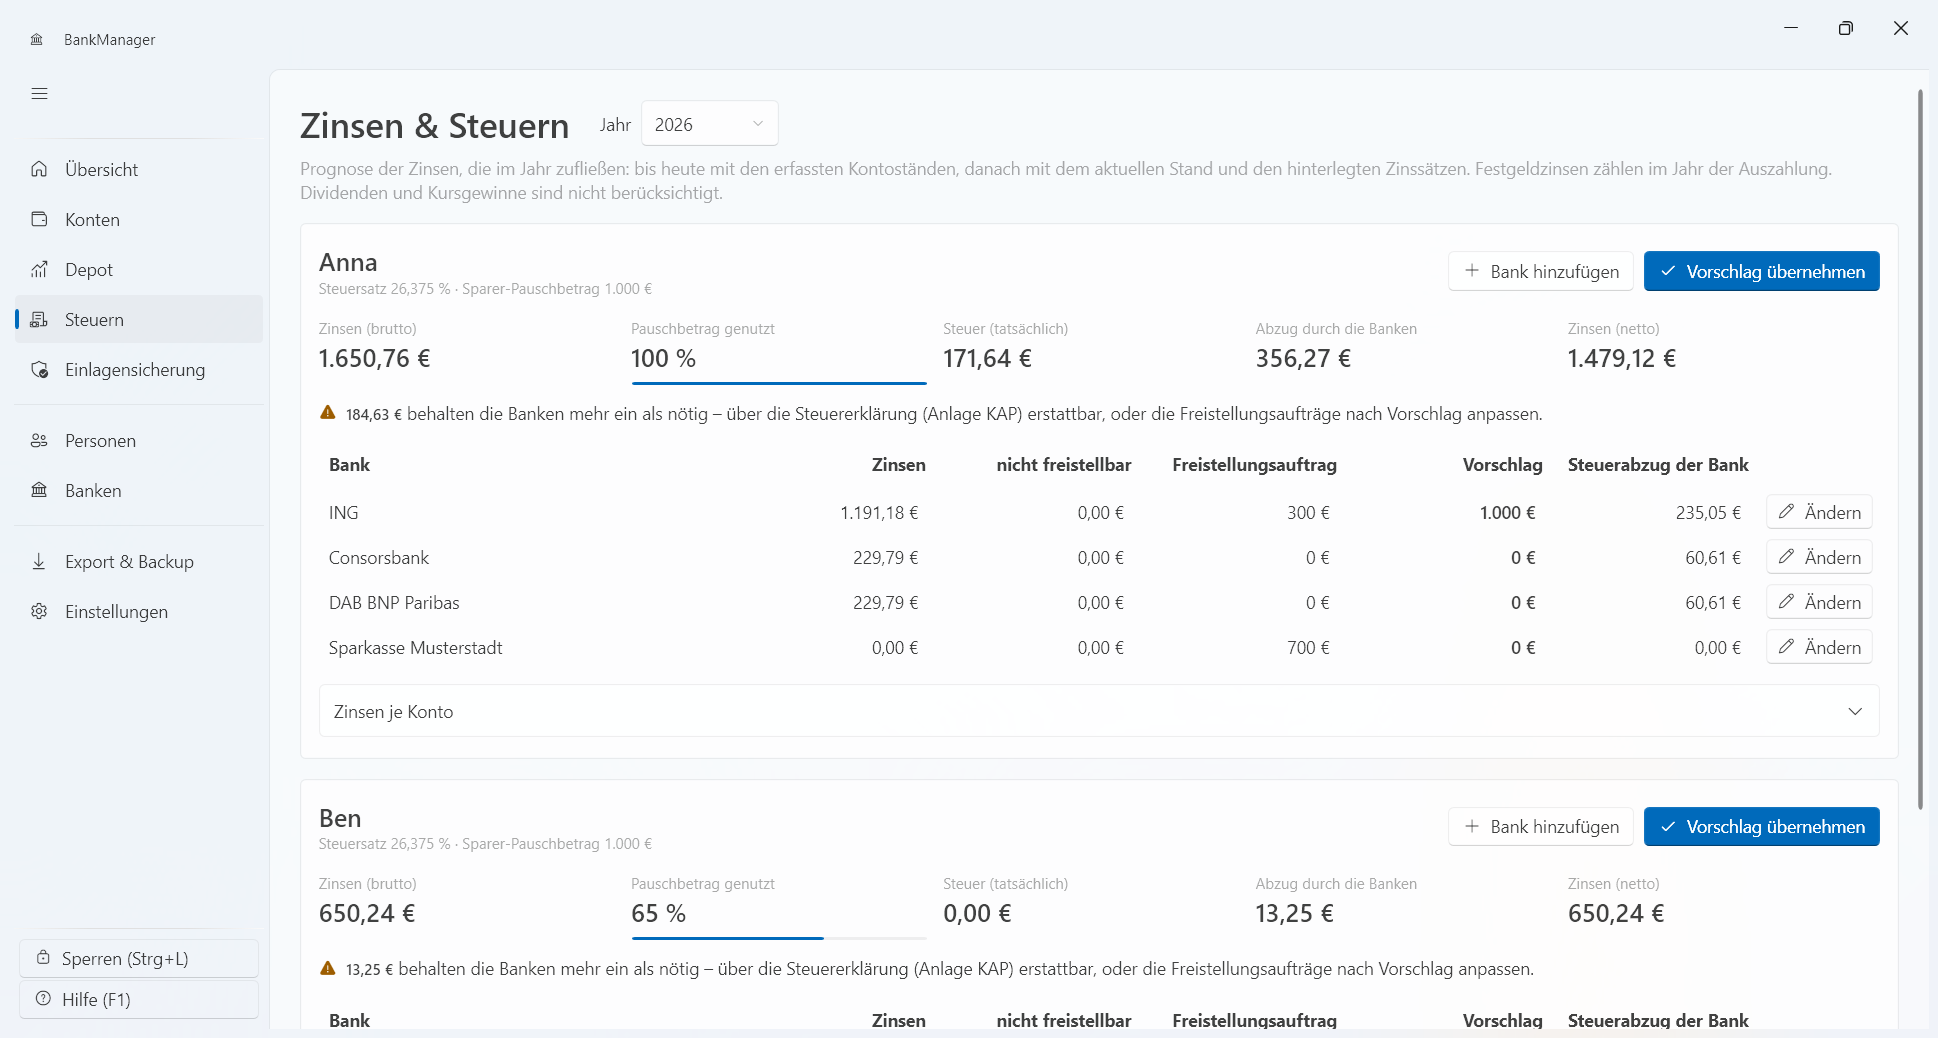 BankManager
Zinsen & Steuern Jahr 2026
Prognose der Zinsen, die im Jahr zufließen: bis heute mit den erfassten Kontoständen, danach mit dem aktuellen Stand und den hinterlegten Zinssätzen. Festgeldzinsen zählen im Jahr der Auszahlung.
Dividenden und Kursgewinne sind nicht berücksichtigt.
Übersicht
Konten
Depot
Steuern
Einlagensicherung
Personen
Banken
Export & Backup
Einstellungen
Sperren (Strg+L)
Hilfe (F1)
Anna
Steuersatz 26,375 % · Sparer-Pauschbetrag 1.000 €
Bank hinzufügen Vorschlag übernehmen
Zinsen (brutto) Pauschbetrag genutzt Steuer (tatsächlich) Abzug durch die Banken Zinsen (netto)
1.650,76 € 100 % 171,64 € 356,27 € 1.479,12 €
184,63 € behalten die Banken mehr ein als nötig – über die Steuererklärung (Anlage KAP) erstattbar, oder die Freistellungsaufträge nach Vorschlag anpassen.
Bank Zinsen nicht freistellbar Freistellungsauftrag Vorschlag Steuerabzug der Bank
ING 1.191,18 € 0,00 € 300 € 1.000 € 235,05 € Ändern
Consorsbank 229,79 € 0,00 € 0 € 0 € 60,61 € Ändern
DAB BNP Paribas 229,79 € 0,00 € 0 € 0 € 60,61 € Ändern
Sparkasse Musterstadt 0,00 € 0,00 € 700 € 0 € 0,00 € Ändern
Zinsen je Konto
Ben
Steuersatz 26,375 % · Sparer-Pauschbetrag 1.000 €
Bank hinzufügen Vorschlag übernehmen
Zinsen (brutto) Pauschbetrag genutzt Steuer (tatsächlich) Abzug durch die Banken Zinsen (netto)
650,24 € 65 % 0,00 € 13,25 € 650,24 €
13,25 € behalten die Banken mehr ein als nötig – über die Steuererklärung (Anlage KAP) erstattbar, oder die Freistellungsaufträge nach Vorschlag anpassen.
Bank Zinsen nicht freistellbar Freistellungsauftrag Vorschlag Steuerabzug der Bank